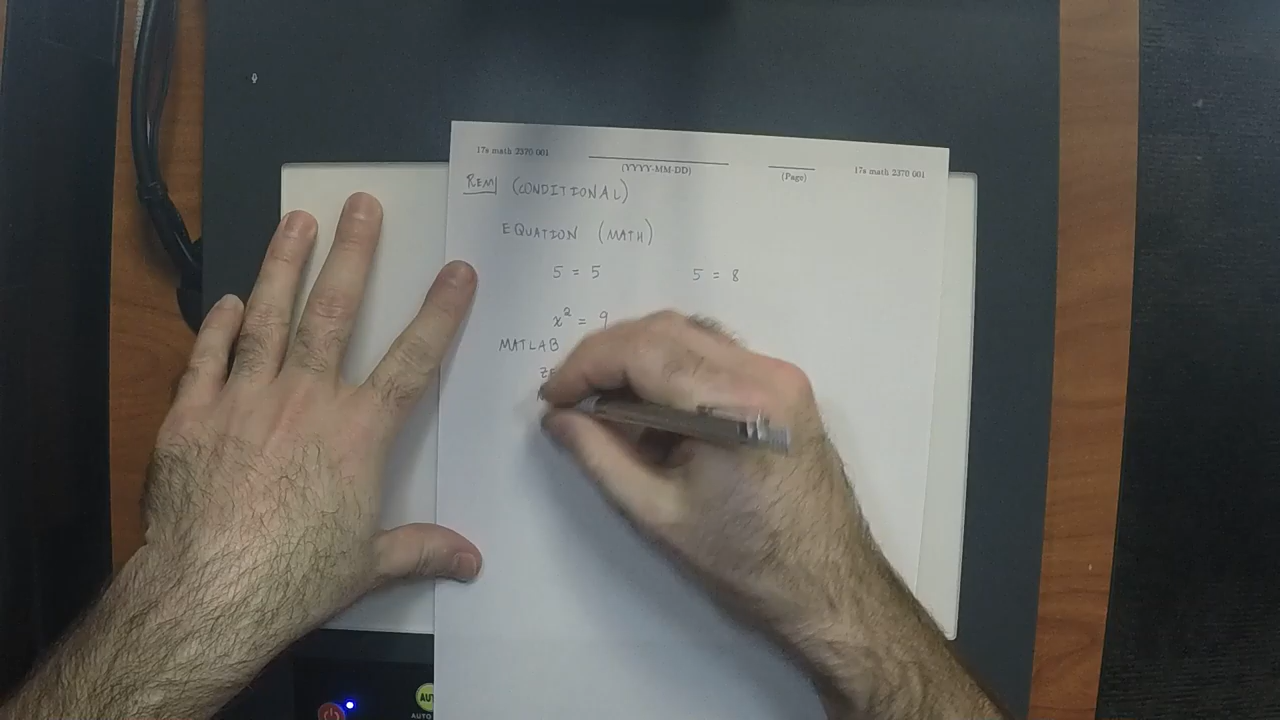 17s math 2370 001 (YYYY-MM-DD) (Page) 17s math 2370 001
REM (CONDITIONAL)
EQUATION (MATH)
5 = 5 5 = 8
x² = 9
MATLAB
AUTO